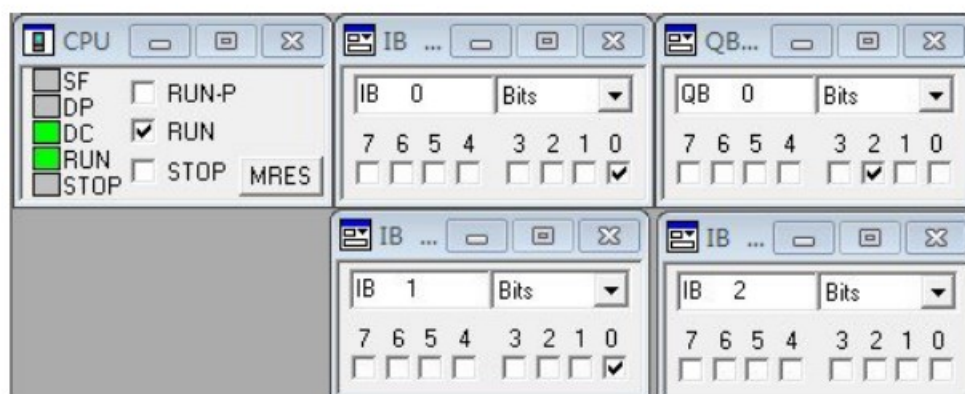 CPU
SF
DP
DC
RUN
STOP
RUN-P
RUN
STOP
MRES
IB ...
IB 0 Bits
7 6 5 4 3 2 1 0
QB...
QB 0 Bits
7 6 5 4 3 2 1 0
IB ...
IB 1 Bits
7 6 5 4 3 2 1 0
IB ...
IB 2 Bits
7 6 5 4 3 2 1 0